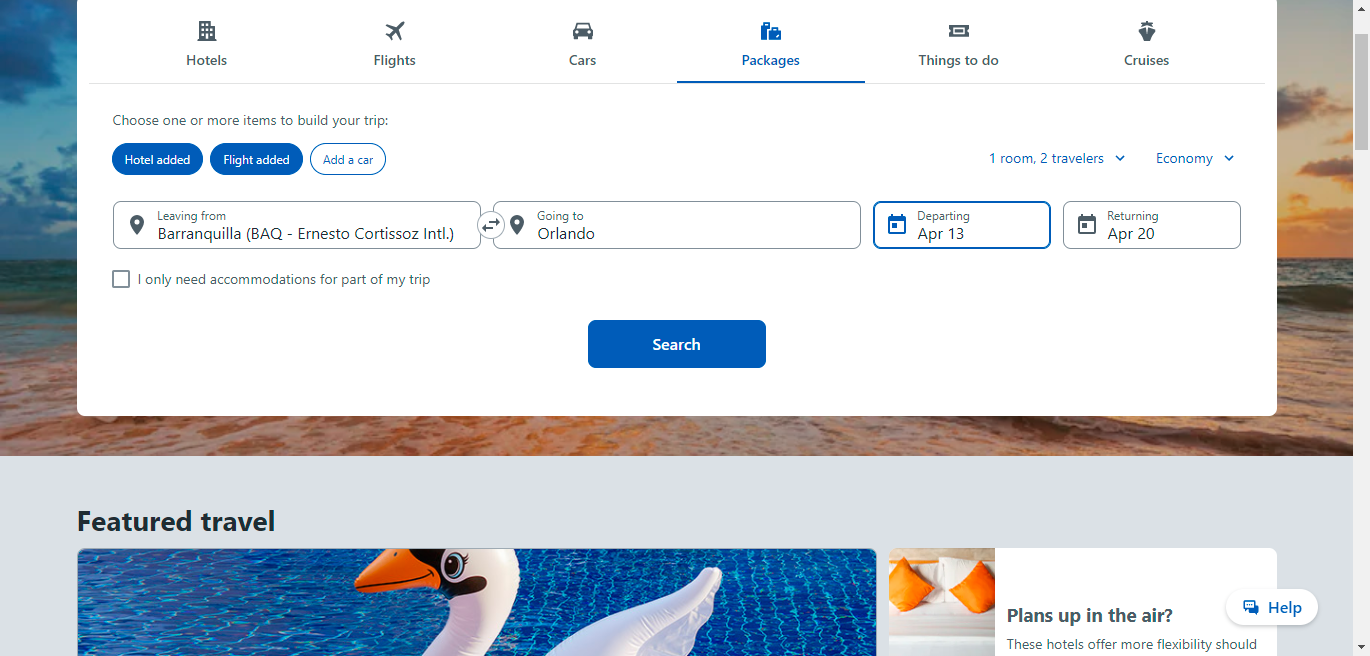 Hotels
Flights
Cars
Packages
Things to do
Cruises
Choose one or more items to build your trip:
Hotel added
Flight added
Add a car
1 room, 2 travelers
Economy
Leaving from
Barranquilla (BAQ - Ernesto Cortissoz Intl.)
Going to
Orlando
Departing
Apr 13
Returning
Apr 20
I only need accommodations for part of my trip
Search
Featured travel
Plans up in the air?
These hotels offer more flexibility should
Help